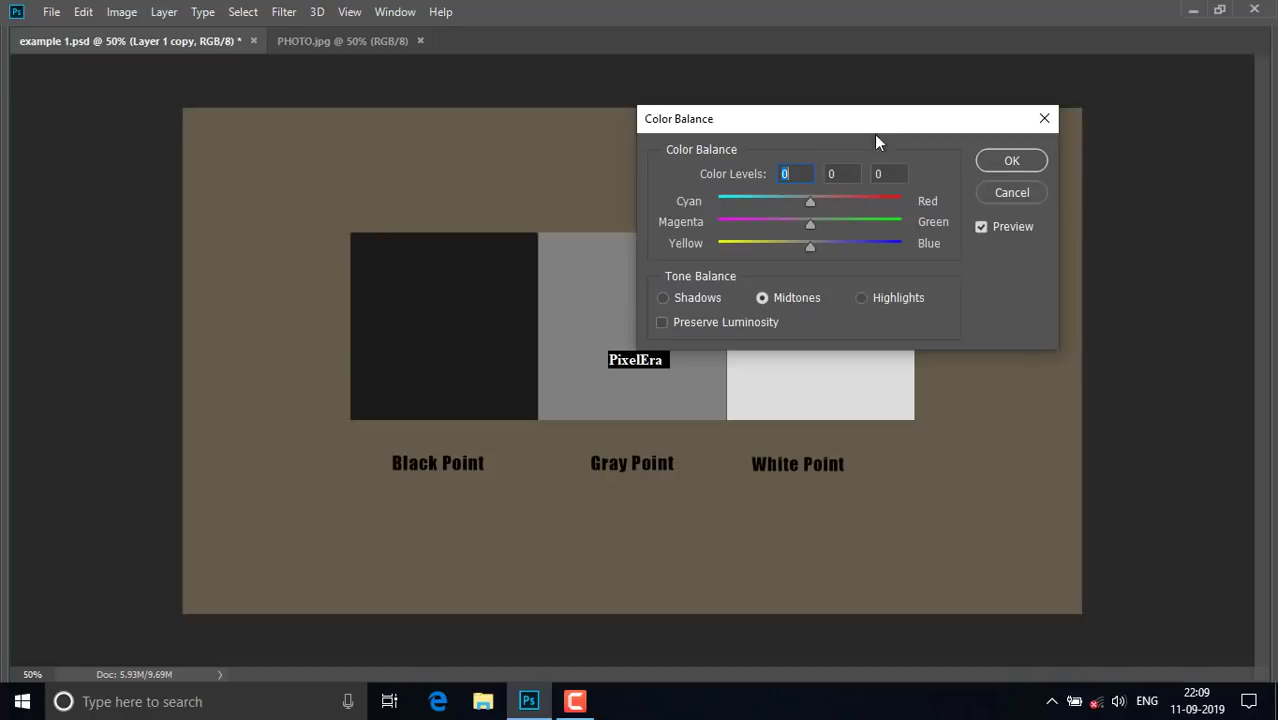 Ps File Edit Image Layer Type Select Filter 3D View Window Help
example 1.psd @ 50% (Layer 1 copy, RGB/8) * × PHOTO.jpg @ 50% (RGB/8) ×
Color Balance
Color Balance
OK
Color Levels: 0 0 0
Cancel
Cyan Red
Magenta Green
Preview
Yellow Blue
Tone Balance
Shadows Midtones Highlights
Preserve Luminosity
PixelEra
Black Point Gray Point White Point
50% Doc: 5.93M/9.69M
Type here to search
Ps
ENG
22:09
11-09-2019